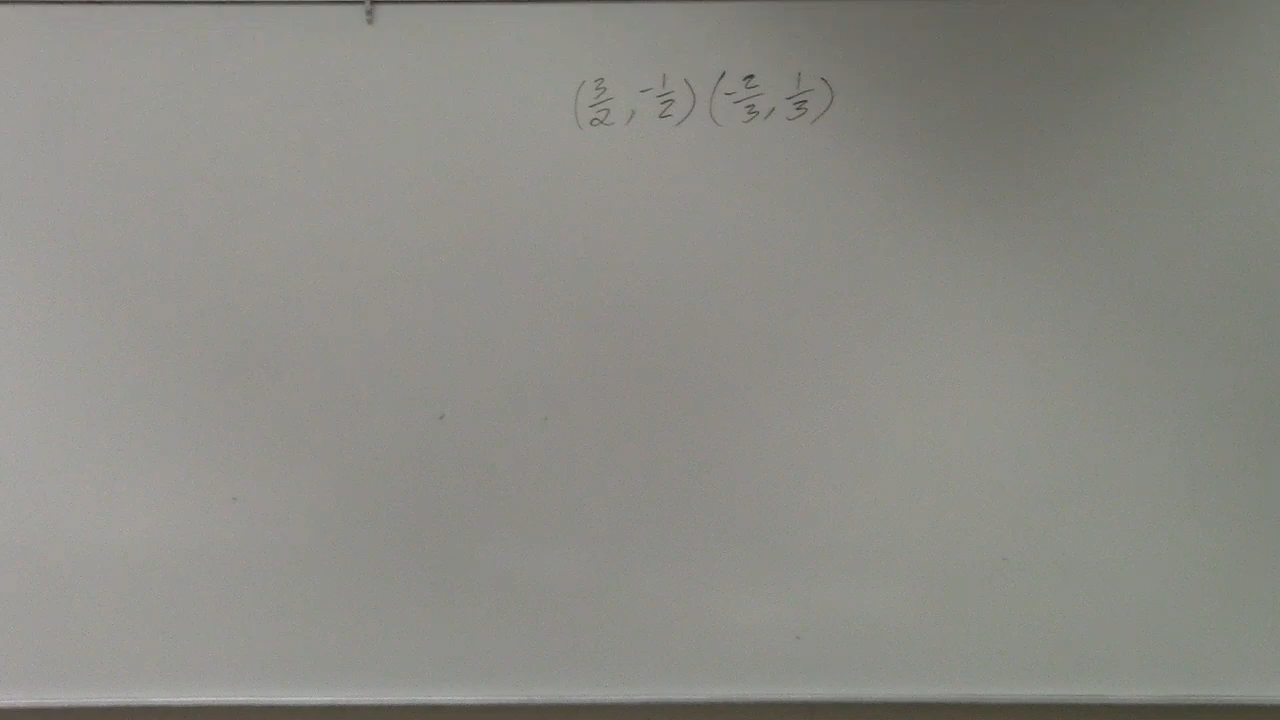 (3/2, -1/2) (-2/3, 1/3)